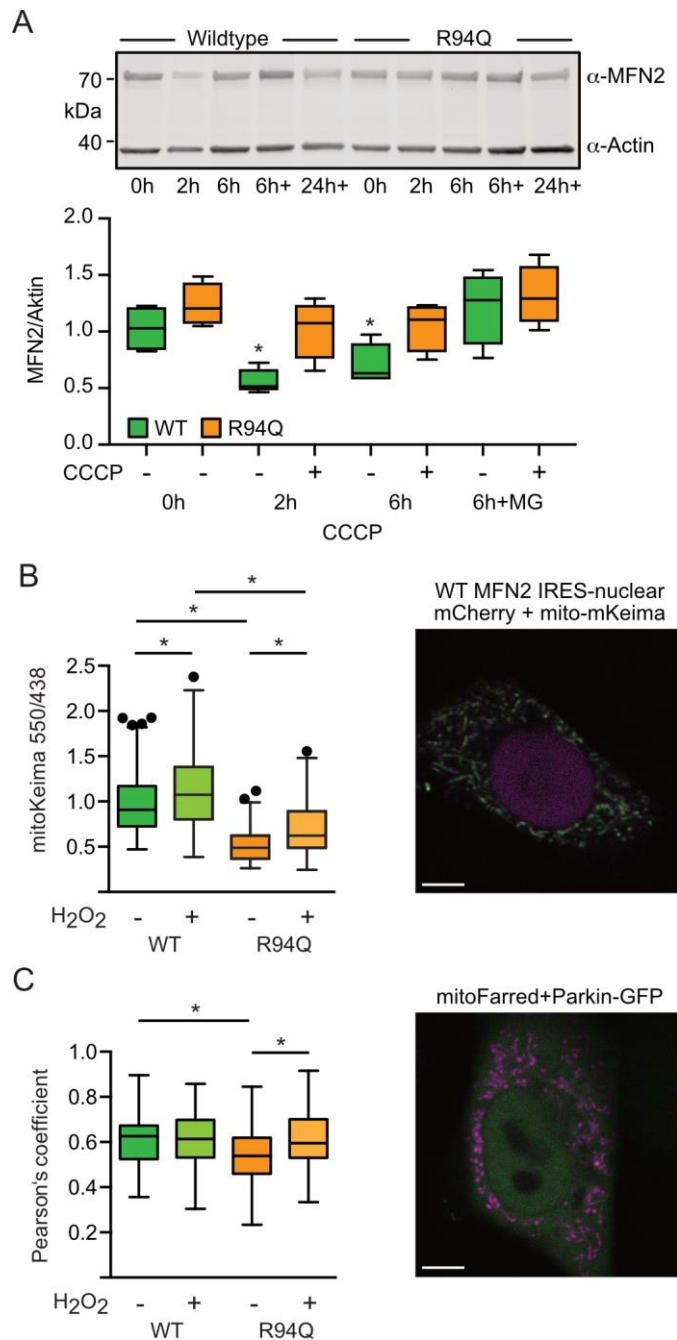 A
Wildtype R94Q
70
kDa
40
α-MFN2
α-Actin
0h 2h 6h 6h+ 24h+ 0h 2h 6h 6h+ 24h+
2.0
1.5
1.0
0.5
0.0
MFN2/Aktin
* *
WT R94Q
CCCP - - - + - + - +
0h 2h 6h 6h+MG
CCCP
B
WT MFN2 IRES-nuclear
mCherry + mito-mKeima
* * * *
2.5
2.0
1.5
1.0
0.5
mitoKeima 550/438
H2O2 - + - +
WT R94Q
C
mitoFarred+Parkin-GFP
* *
1.0
0.8
0.6
0.4
0.2
Pearson's coefficient
H2O2 - + - +
WT R94Q